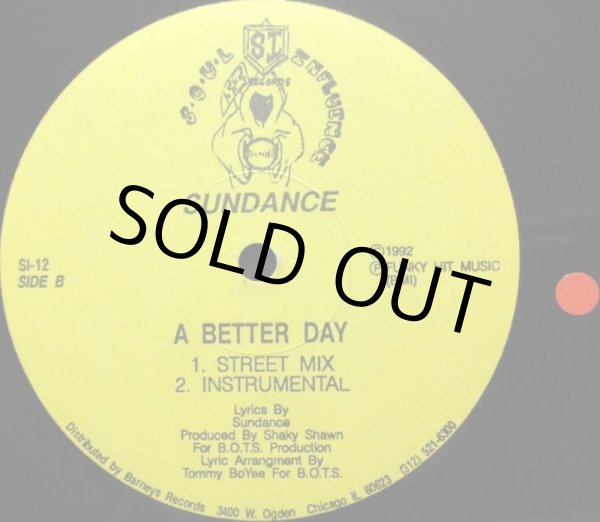 S.O.U.L INFLUENCE
SI
RECORDS
SUNDANCE
SI-12
SIDE B
©1992
Ⓟ FUNKY HIT MUSIC
(BMI)
SOLD OUT
A BETTER DAY
1. STREET MIX
2. INSTRUMENTAL
Lyrics By
Sundance
Produced By Shaky Shawn
For B.O.T.S. Production
Lyric Arrangment By
Tommy BoYee For B.O.T.S.
Distributed by Barneys Records 3400 W. Ogden Chicago IL 60623 (312) 521-6300